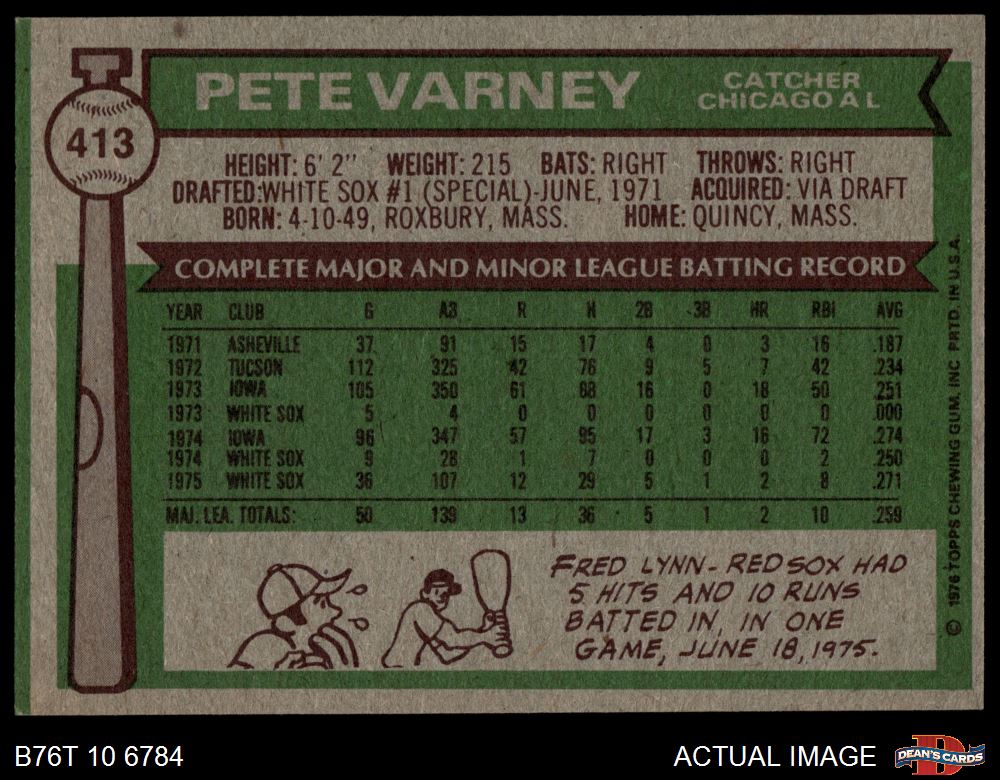 413
PETE VARNEY
CATCHER
CHICAGO A L
HEIGHT: 6' 2" WEIGHT: 215 BATS: RIGHT THROWS: RIGHT
DRAFTED: WHITE SOX #1 (SPECIAL)-JUNE, 1971 ACQUIRED: VIA DRAFT
BORN: 4-10-49, ROXBURY, MASS. HOME: QUINCY, MASS.
COMPLETE MAJOR AND MINOR LEAGUE BATTING RECORD
YEAR CLUB G AB R H 2B 3B HR RBI AVG
1971 ASHEVILLE 37 91 15 17 4 0 3 16 .187
1972 TUCSON 112 325 42 76 9 5 7 42 .234
1973 IOWA 105 350 61 88 16 0 18 50 .251
1973 WHITE SOX 5 4 0 0 0 0 0 0 .000
1974 IOWA 96 347 57 95 17 3 16 72 .274
1974 WHITE SOX 9 28 1 7 0 0 0 2 .250
1975 WHITE SOX 36 107 12 29 5 1 2 8 .271
MAJ. LEA. TOTALS: 50 139 13 36 5 1 2 10 .259
FRED LYNN-RED SOX HAD
5 HITS AND 10 RUNS
BATTED IN, IN ONE
GAME, JUNE 18, 1975.
© 1976 TOPPS CHEWING GUM, INC PRTD. IN U.S.A.
B76T 10 6784
ACTUAL IMAGE
DEAN'S CARDS